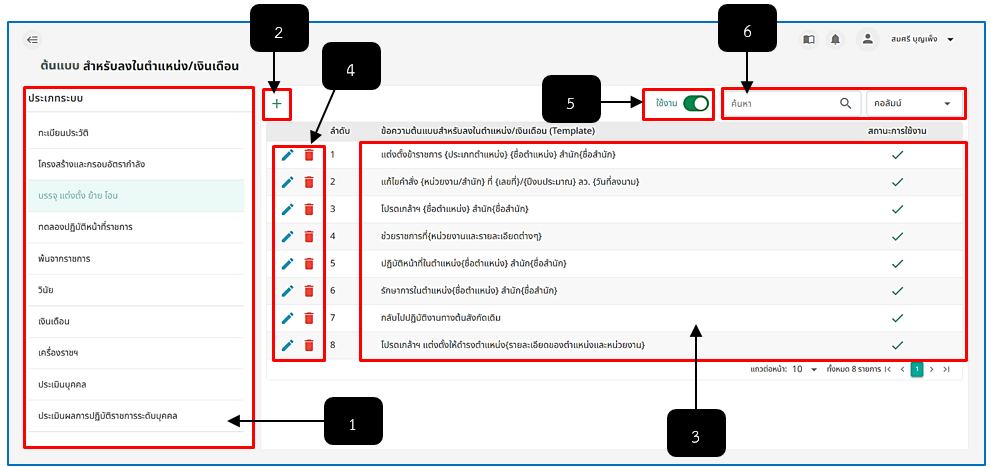 2
6
สมศรี บุญเพ็ง
4
ต้นแบบ สำหรับลงในตำแหน่ง/เงินเดือน
ประเภทระบบ
5
ใช้งาน
ค้นหา
คอลัมน์
ลำดับ ข้อความต้นแบบสำหรับลงในตำแหน่ง/เงินเดือน (Template) สถานะการใช้งาน
ทะเบียนประวัติ
โครงสร้างและกรอบอัตรากำลัง
บรรจุ แต่งตั้ง ย้าย โอน
ทดลองปฏิบัติหน้าที่ราชการ
พ้นจากราชการ
วินัย
เงินเดือน
เครื่องราชฯ
ประเมินบุคคล
ประเมินผลการปฏิบัติราชการระดับบุคคล
1 แต่งตั้งข้าราชการ {ประเภทตำแหน่ง} {ชื่อตำแหน่ง} สำนัก{ชื่อสำนัก}
2 แก้ไขคำสั่ง {หน่วยงาน/สำนัก} ที่ {เลขที่}/{ปีงบประมาณ} ลว. {วันที่ลงนาม}
3 โปรดเกล้าฯ {ชื่อตำแหน่ง} สำนัก{ชื่อสำนัก}
4 ช่วยราชการที่{หน่วยงานและรายละเอียดต่างๆ}
5 ปฏิบัติหน้าที่ในตำแหน่ง{ชื่อตำแหน่ง} สำนัก{ชื่อสำนัก}
6 รักษาการในตำแหน่ง{ชื่อตำแหน่ง} สำนัก{ชื่อสำนัก}
7 กลับไปปฏิบัติงานทางต้นสังกัดเดิม
8 โปรดเกล้าฯ แต่งตั้งให้ดำรงตำแหน่ง{รายละเอียดของตำแหน่งและหน่วยงาน}
แถวต่อหน้า: 10 ทั้งหมด 8 รายการ 1
1
3